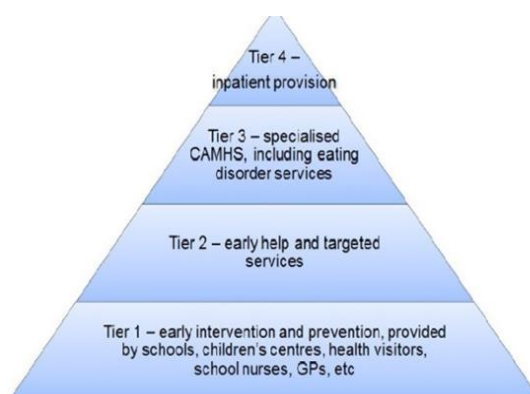 Tier 4 –
inpatient provision
Tier 3 – specialised
CAMHS, including eating
disorder services
Tier 2 – early help and targeted
services
Tier 1 – early intervention and prevention, provided
by schools, children's centres, health visitors,
school nurses, GPs, etc